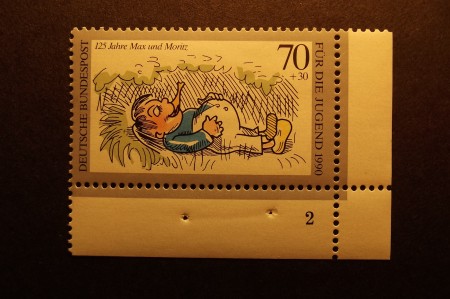 125 Jahre Max und Moritz
70
+30
DEUTSCHE BUNDESPOST
FÜR DIE JUGEND 1990
2